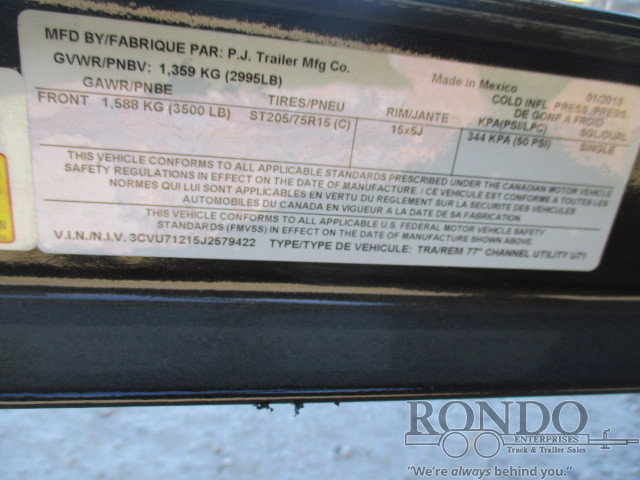 MFD BY/FABRIQUE PAR: P.J. Trailer Mfg Co.
GVWR/PNBV: 1,359 KG (2995LB) Made in Mexico 01/2018
GAWR/PNBE TIRES/PNEU RIM/JANTE COLD INFL PRESS./PRESS.
DE GONF A FROID
KPA(PSI/LPC) SGL/DUAL
FRONT 1,588 KG (3500 LB) ST205/75R15 (C) 15x5J 344 KPA (50 PSI) SINGLE
THIS VEHICLE CONFORMS TO ALL APPLICABLE STANDARDS PRESCRIBED UNDER THE CANADIAN MOTOR VEHICLE
SAFETY REGULATIONS IN EFFECT ON THE DATE OF MANUFACTURE. / CE VEHICULE EST CONFORME A TOUTES LES
NORMES QUI LUI SONT APPLICABLES EN VERTU DU REGLEMENT SUR LA SECURITE DES VEHICULES
AUTOMOBILES DU CANADA EN VIGUEUR A LA DATE DE SA FABRICATION.
THIS VEHICLE CONFORMS TO ALL APPLICABLE U.S. FEDERAL MOTOR VEHICLE SAFETY
STANDARDS (FMVSS) IN EFFECT ON THE DATE OF MANUFACTURE.
V.I.N./N.I.V. 3CVU71215J2579422 TYPE/TYPE DE VEHICULE: TRA/REM 77" CHANNEL UTILITY U71
RONDO
ENTERPRISES
Truck & Trailer Sales
"We're always behind you."